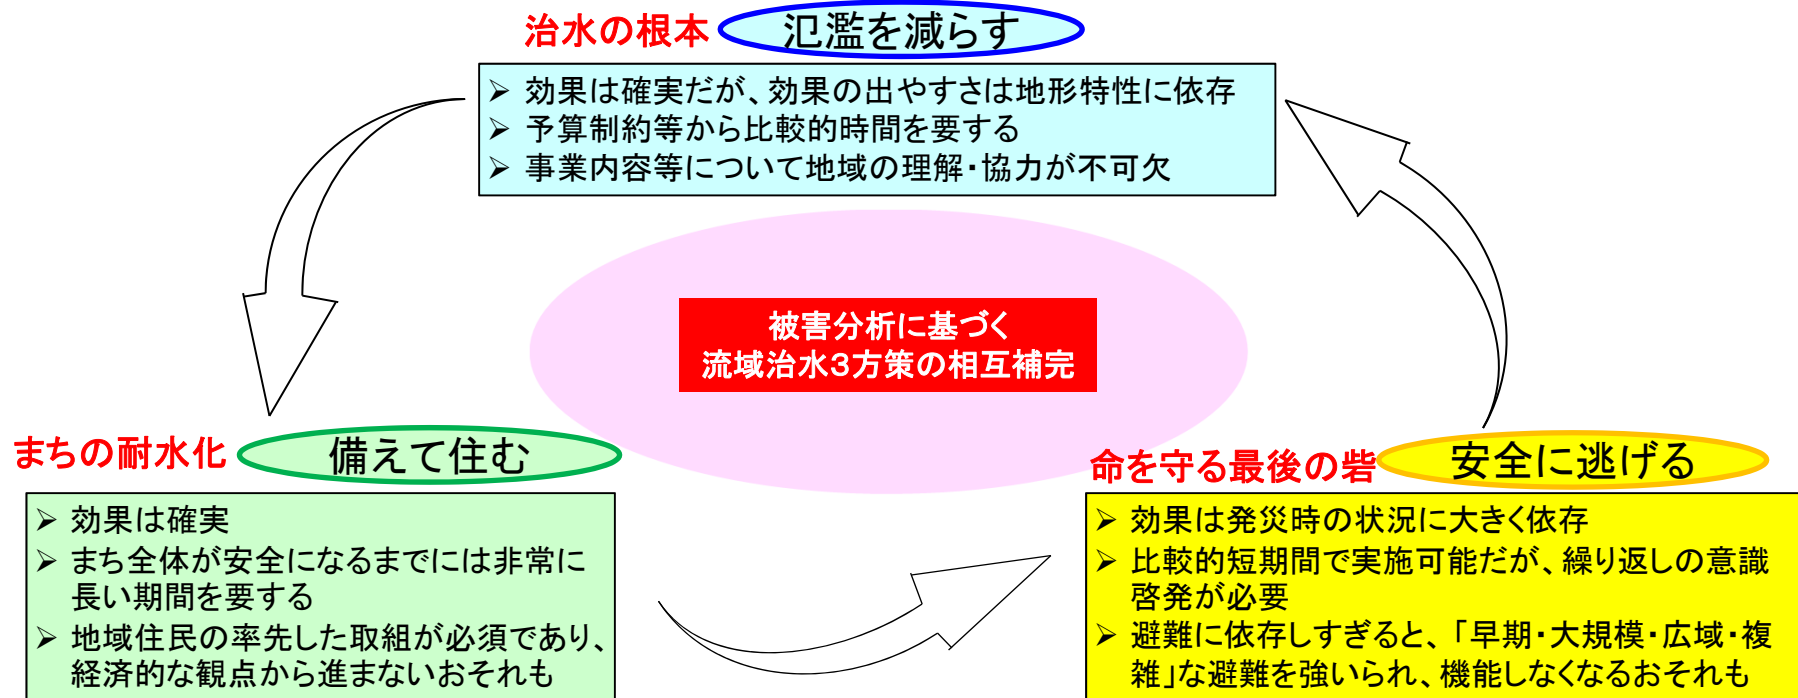 治水の根本
氾濫を減らす
➢ 効果は確実だが、効果の出やすさは地形特性に依存
➢ 予算制約等から比較的時間を要する
➢ 事業内容等について地域の理解・協力が不可欠
被害分析に基づく
流域治水3方策の相互補完
まちの耐水化
備えて住む
➢ 効果は確実
➢ まち全体が安全になるまでには非常に
長い期間を要する
➢ 地域住民の率先した取組が必須であり、
経済的な観点から進まないおそれも
命を守る最後の砦
安全に逃げる
➢ 効果は発災時の状況に大きく依存
➢ 比較的短期間で実施可能だが、繰り返しの意識
啓発が必要
➢ 避難に依存しすぎると、「早期・大規模・広域・複
雑」な避難を強いられ、機能しなくなるおそれも